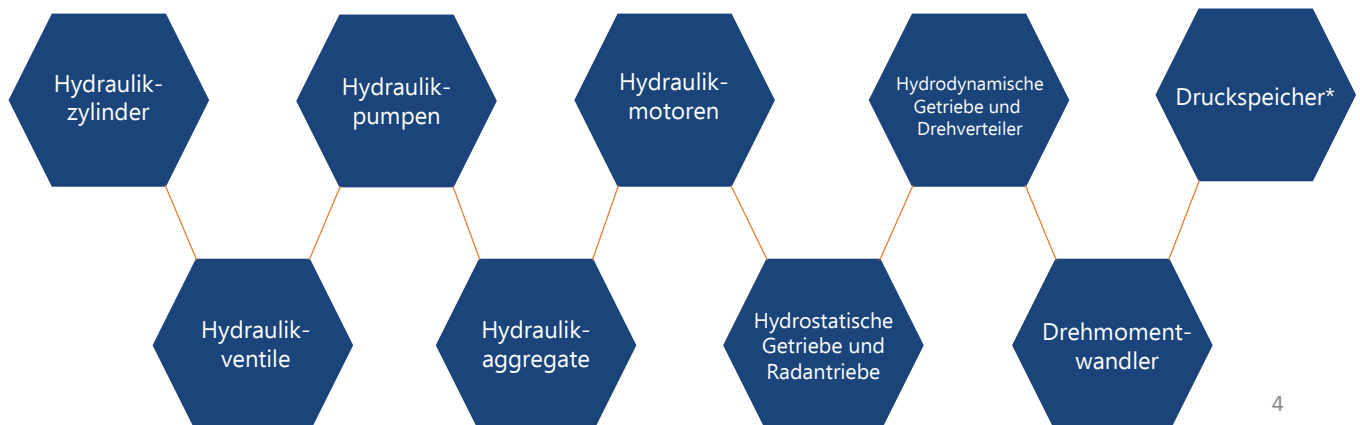 Hydraulik-
zylinder
Hydraulik-
pumpen
Hydraulik-
motoren
Hydrodynamische
Getriebe und
Drehverteiler
Druckspeicher*
Hydraulik-
ventile
Hydraulik-
aggregate
Hydrostatische
Getriebe und
Radantriebe
Drehmoment-
wandler
4